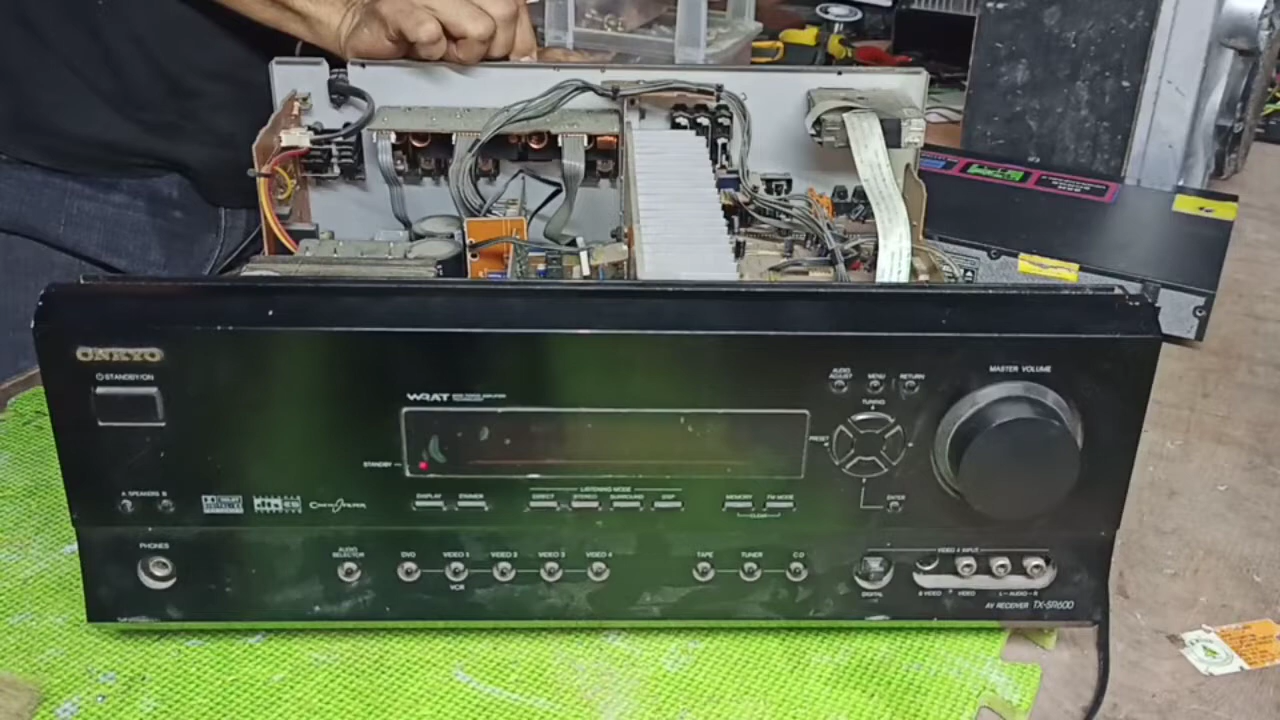 ONKYO
STANDBY/ON
WRAT
STANDBY
AUDIO ADJUST
MENU
RETURN
MASTER VOLUME
TUNING
PRESET
ENTER
A SPEAKERS B
DISPLAY
DIMMER
LISTENING MODE
DIRECT
STEREO
SURROUND
DSP
MEMORY
FM MODE
CLEAR
PHONES
AUDIO SELECTOR
DVD
VIDEO 1
VIDEO 2
VIDEO 3
VIDEO 4
VCR
TAPE
TUNER
CD
DIGITAL
VIDEO 4 INPUT
S VIDEO
VIDEO
L-AUDIO-R
AV RECEIVER TX-SR600